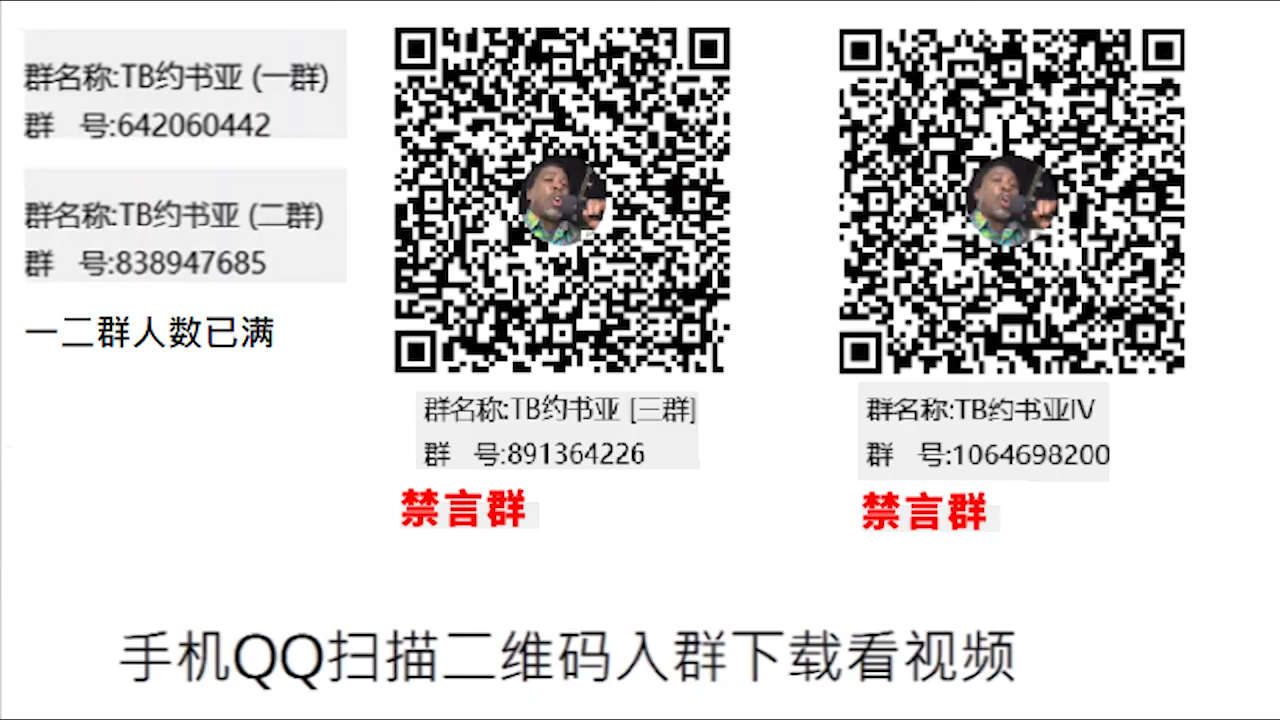 群名称:TB约书亚 (一群)
群 号:642060442
群名称:TB约书亚 (二群)
群 号:838947685
一二群人数已满
群名称:TB约书亚 [三群]
群 号:891364226
禁言群
群名称:TB约书亚IV
群 号:1064698200
禁言群
手机QQ扫描二维码入群下载看视频